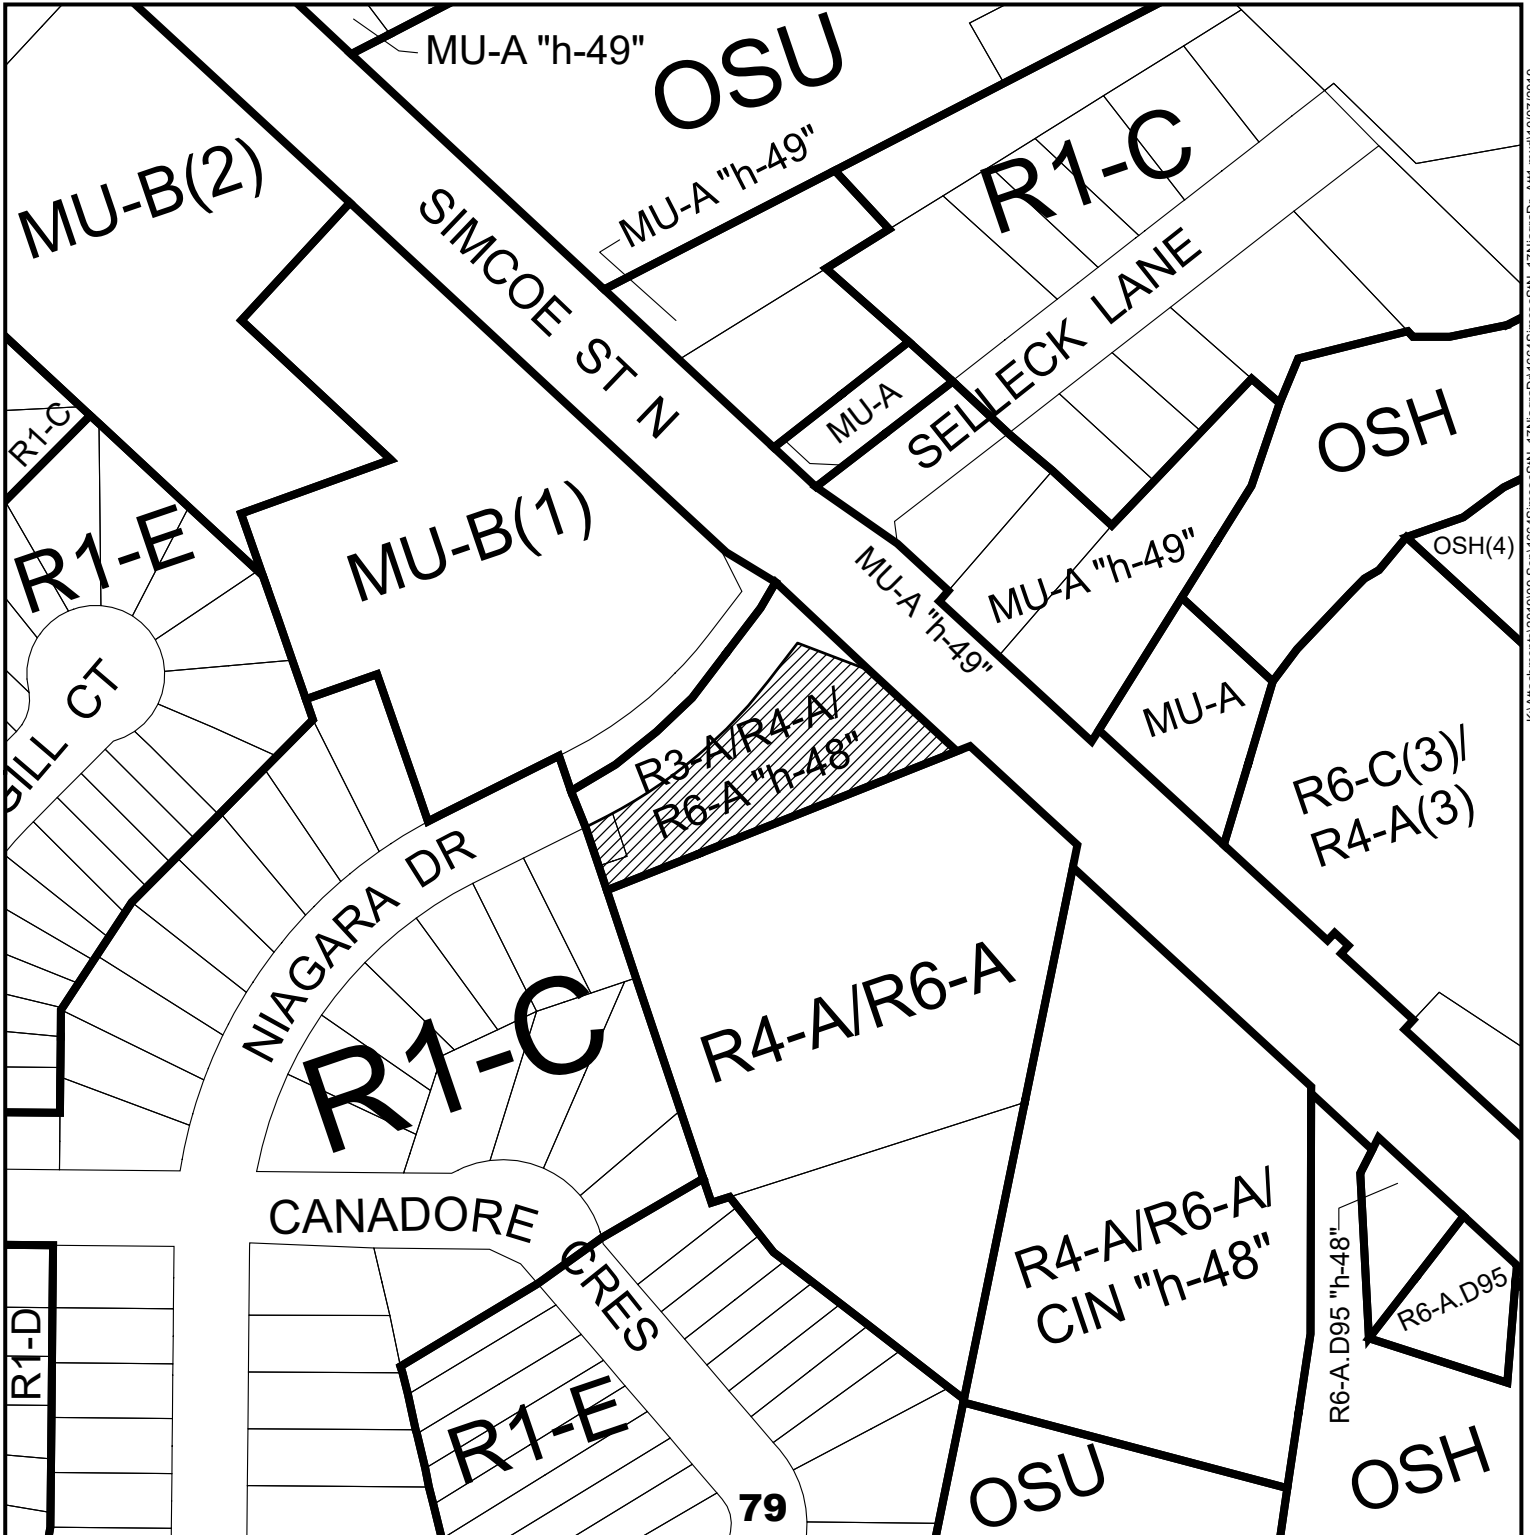 MU-A "h-49"
OSU
MU-B(2)
MU-A "h-49"
R1-C
SIMCOE ST N
SELLECK LANE
MU-A
R1-C
OSH
OSH(4)
R1-E
MU-B(1)
MU-A "h-49"
MU-A "h-49"
CT
MU-A
R3-A/R4-A/
R6-A "h-48"
R6-C(3)/
R4-A(3)
NIAGARA DR
R4-A/R6-A
R1-C
CANADORE CRES
R4-A/R6-A/
CIN "h-48"
R6-A.D95 "h-48"
R6-A.D95
R1-D
R1-E
OSU
OSH
79